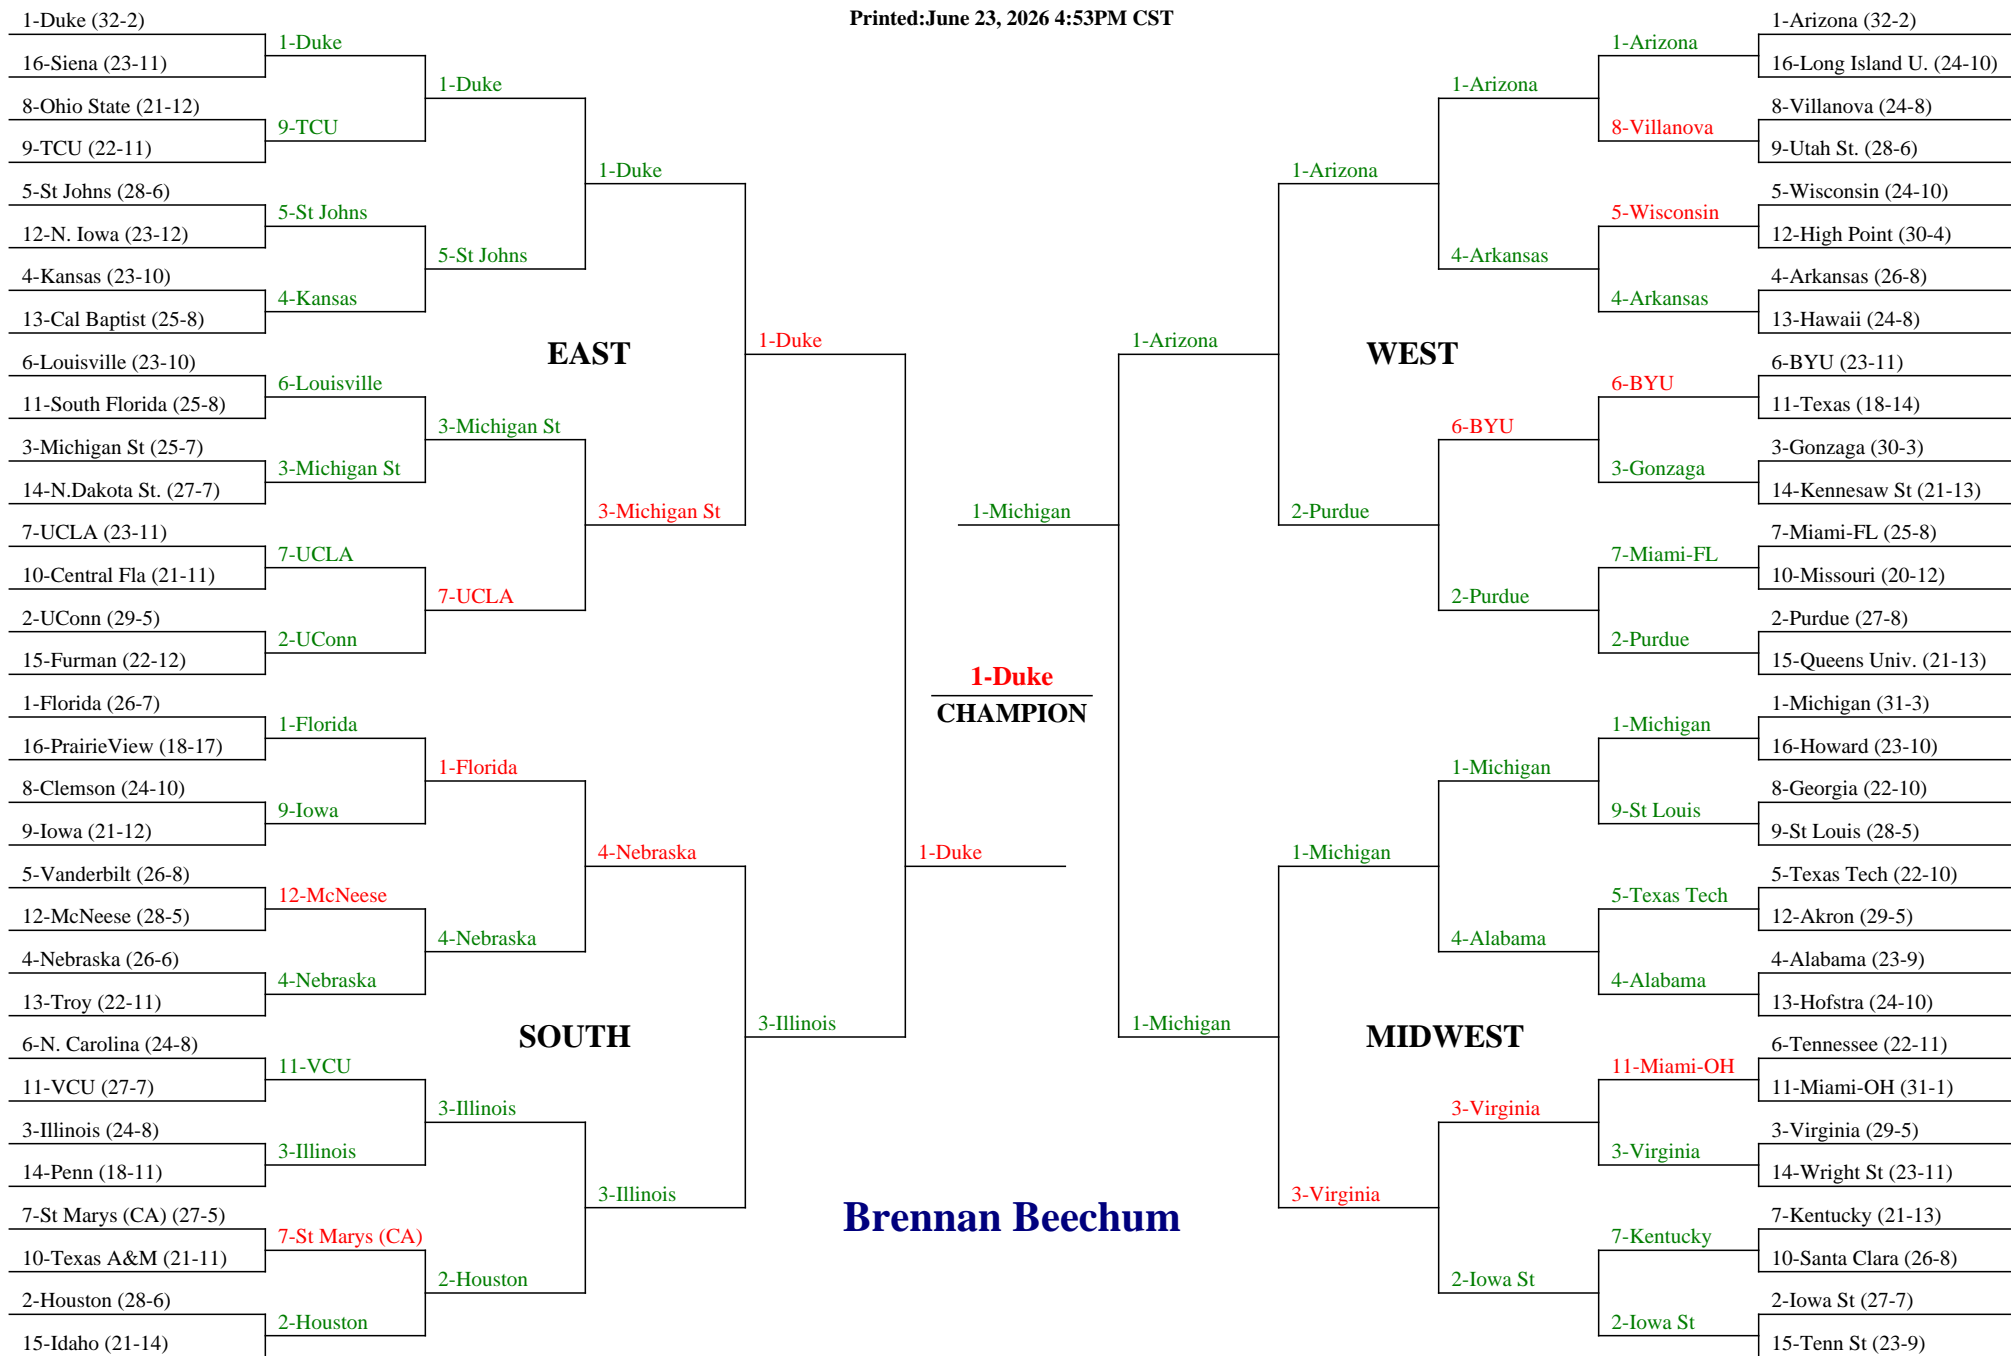 Printed:June 23, 2026 4:53PM CST
1-Duke (32-2)
16-Siena (23-11)
8-Ohio State (21-12)
9-TCU (22-11)
5-St Johns (28-6)
12-N. Iowa (23-12)
4-Kansas (23-10)
13-Cal Baptist (25-8)
6-Louisville (23-10)
11-South Florida (25-8)
3-Michigan St (25-7)
14-N.Dakota St. (27-7)
7-UCLA (23-11)
10-Central Fla (21-11)
2-UConn (29-5)
15-Furman (22-12)
1-Florida (26-7)
16-PrairieView (18-17)
8-Clemson (24-10)
9-Iowa (21-12)
5-Vanderbilt (26-8)
12-McNeese (28-5)
4-Nebraska (26-6)
13-Troy (22-11)
6-N. Carolina (24-8)
11-VCU (27-7)
3-Illinois (24-8)
14-Penn (18-11)
7-St Marys (CA) (27-5)
10-Texas A&M (21-11)
2-Houston (28-6)
15-Idaho (21-14)
1-Duke
9-TCU
5-St Johns
4-Kansas
6-Louisville
3-Michigan St
7-UCLA
2-UConn
1-Florida
9-Iowa
12-McNeese
4-Nebraska
11-VCU
3-Illinois
7-St Marys (CA)
2-Houston
1-Duke
5-St Johns
3-Michigan St
7-UCLA
1-Florida
4-Nebraska
3-Illinois
2-Houston
1-Duke
3-Michigan St
4-Nebraska
3-Illinois
EAST
SOUTH
1-Duke
3-Illinois
1-Duke
1-Michigan
1-Duke
CHAMPION
Brennan Beechum
1-Arizona
1-Michigan
WEST
MIDWEST
1-Arizona
2-Purdue
1-Michigan
3-Virginia
1-Arizona
4-Arkansas
6-BYU
2-Purdue
1-Michigan
4-Alabama
3-Virginia
2-Iowa St
1-Arizona
8-Villanova
5-Wisconsin
4-Arkansas
6-BYU
3-Gonzaga
7-Miami-FL
2-Purdue
1-Michigan
9-St Louis
5-Texas Tech
4-Alabama
11-Miami-OH
3-Virginia
7-Kentucky
2-Iowa St
1-Arizona (32-2)
16-Long Island U. (24-10)
8-Villanova (24-8)
9-Utah St. (28-6)
5-Wisconsin (24-10)
12-High Point (30-4)
4-Arkansas (26-8)
13-Hawaii (24-8)
6-BYU (23-11)
11-Texas (18-14)
3-Gonzaga (30-3)
14-Kennesaw St (21-13)
7-Miami-FL (25-8)
10-Missouri (20-12)
2-Purdue (27-8)
15-Queens Univ. (21-13)
1-Michigan (31-3)
16-Howard (23-10)
8-Georgia (22-10)
9-St Louis (28-5)
5-Texas Tech (22-10)
12-Akron (29-5)
4-Alabama (23-9)
13-Hofstra (24-10)
6-Tennessee (22-11)
11-Miami-OH (31-1)
3-Virginia (29-5)
14-Wright St (23-11)
7-Kentucky (21-13)
10-Santa Clara (26-8)
2-Iowa St (27-7)
15-Tenn St (23-9)